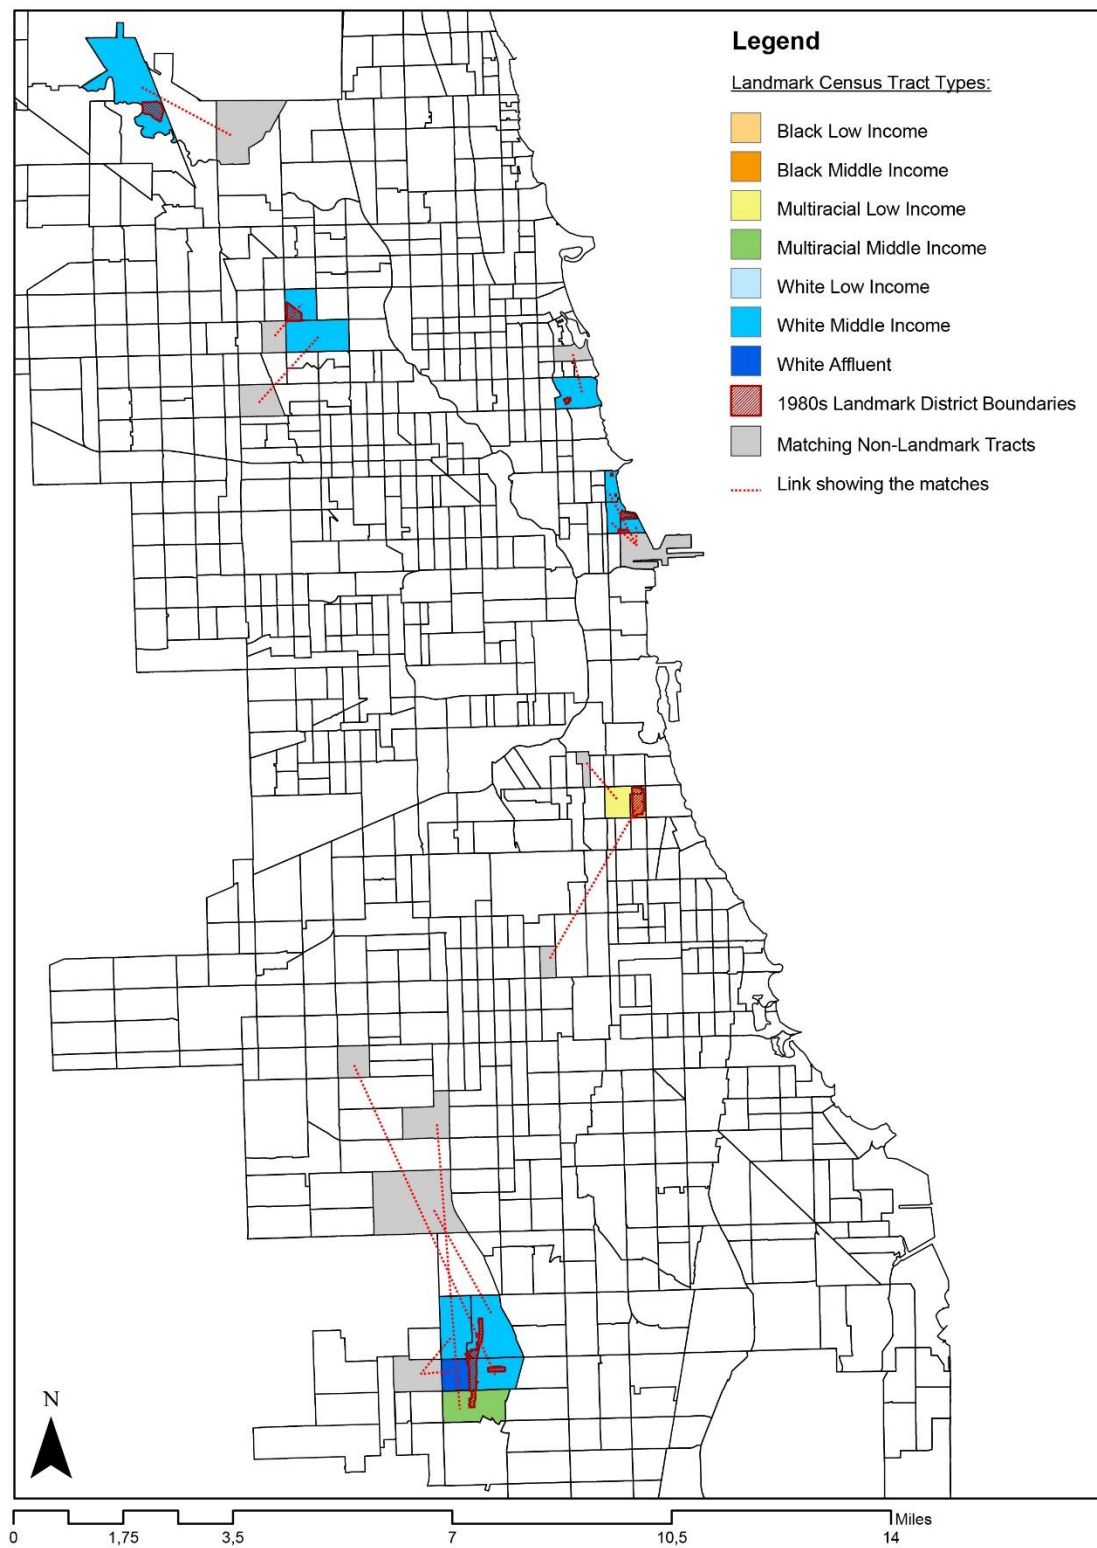 Legend
Landmark Census Tract Types:
Black Low Income
Black Middle Income
Multiracial Low Income
Multiracial Middle Income
White Low Income
White Middle Income
White Affluent
1980s Landmark District Boundaries
Matching Non-Landmark Tracts
Link showing the matches
N
Miles
0 1,75 3,5 7 10,5 14